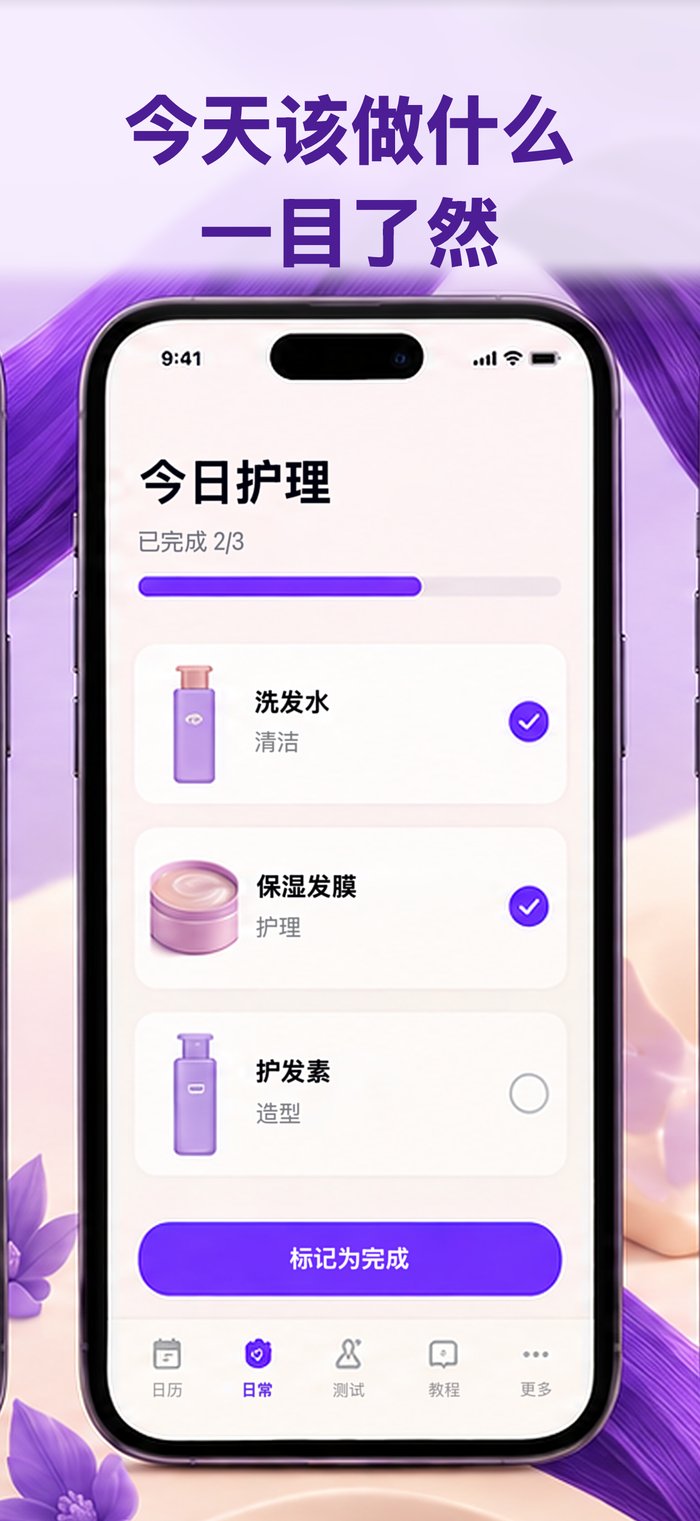 今天该做什么
一目了然
9:41
今日护理
已完成 2/3
洗发水
清洁
保湿发膜
护理
护发素
造型
标记为完成
日历
日常
测试
教程
更多